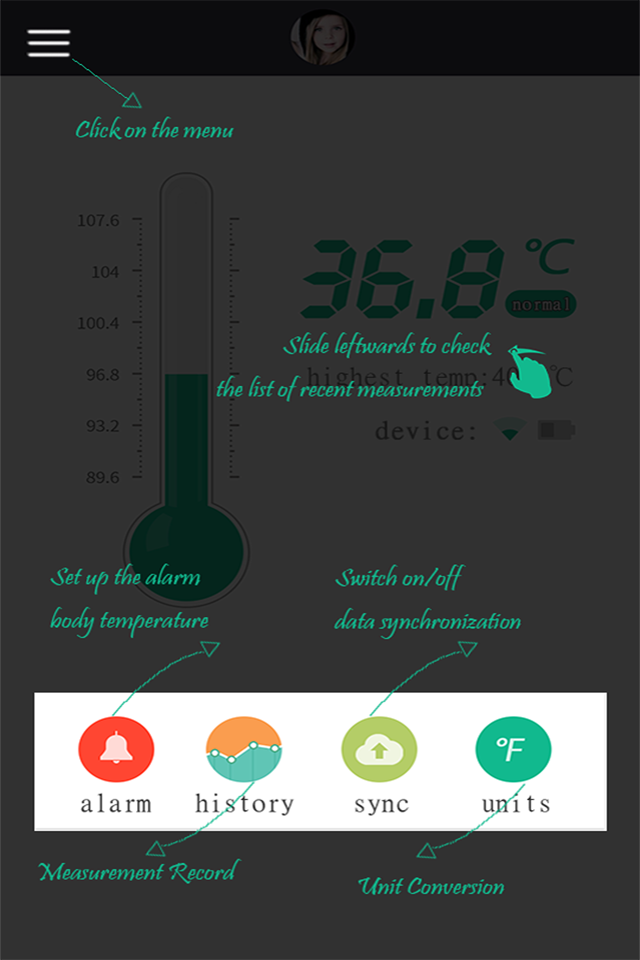 Click on the menu
107.6
104
100.4
96.8
93.2
89.6
36.8 °C
normal
Slide leftwards to check
highest temp:40 °C
the list of recent measurements
device:
Set up the alarm
body temperature
Switch on/off
data synchronization
°F
alarm history sync units
Measurement Record
Unit Conversion